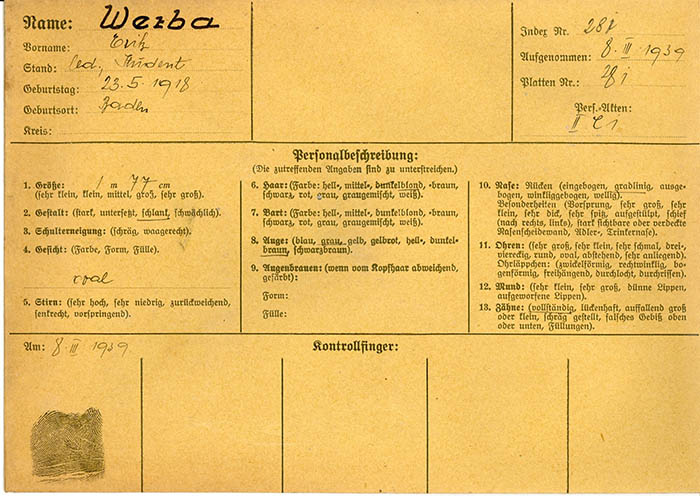 Name: Werba
Vorname: Erik
Stand: led., Student
Geburtstag: 23.5.1918
Geburtsort: Baden
Kreis:
Index Nr.
Aufgenommen: 8. III 1939
Platten Nr.:
Pers.-Akten:
II
Personalbeschreibung:
(Die zutreffenden Angaben sind zu unterstreichen.)
1. Größe: 1 m 77 cm
(sehr klein, klein, mittel, groß, sehr groß).
2. Gestalt: (stark, untersetzt, schlank, schwächlich).
3. Schulterneigung: (schräg, waagerecht).
4. Gesicht: (Farbe, Form, Fülle).
oval
5. Stirn: (sehr hoch, sehr niedrig, zurückweichend,
senkrecht, vorspringend).
6. Haar: (Farbe: hell-, mittel-, dunkelblond, -braun,
schwarz, rot, grau, graugemischt, weiß).
7. Bart: (Farbe: hell-, mittel-, dunkelblond, -braun,
schwarz, rot, grau, graugemischt, weiß).
8. Auge: (blau, grau, gelb, gelbrot, hell-, dunkel-
braun, schwarzbraun).
9. Augenbrauen: (wenn vom Kopfhaar abweichend,
gefärbt):
Form:
Fülle:
10. Nase: Rücken (eingebogen, gradlinig, ausge-
bogen, winkliggebogen, wellig).
Besonderheiten (Vorsprung, sehr groß, sehr
klein, sehr dick, sehr spitz, aufgestülpt, schief
(nach rechts, links), stark sichtbare oder verdeckte
Nasenscheidewand, Adler-, Trinkernase).
11. Ohren: (sehr groß, sehr klein, sehr schmal, drei-,
viereckig, rund, oval, abstehend, sehr anliegend).
Ohrläppchen: (zwickelförmig, rechtwinklig, bo-
genförmig, freihängend, durchlocht, durchrissen).
12. Mund: (sehr klein, sehr groß, dünne Lippen,
aufgeworfene Lippen).
13. Zähne: (vollständig, lückenhaft, auffallend groß
oder klein, schräg gestellt, falsches Gebiß oben
oder unten, Füllungen).
Am: 8. III 1939
Kontrollfinger: